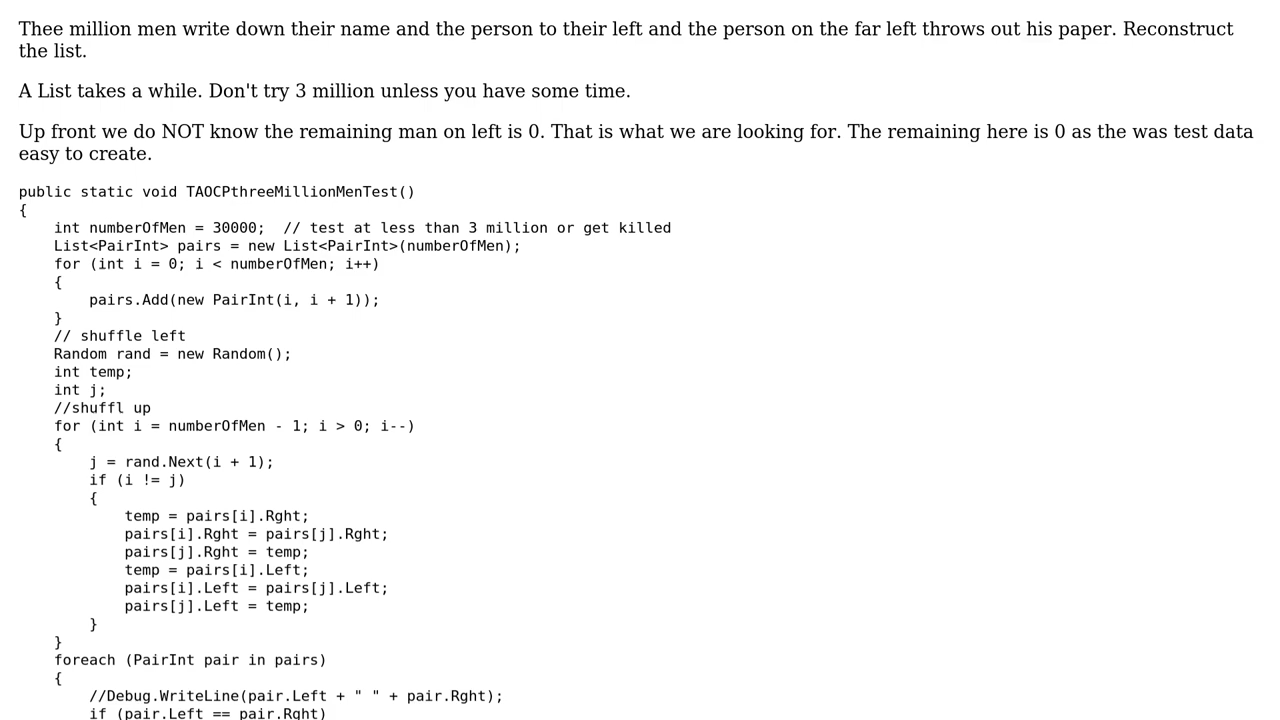 Thee million men write down their name and the person to their left and the person on the far left throws out his paper. Reconstruct
the list.
A List takes a while. Don't try 3 million unless you have some time.
Up front we do NOT know the remaining man on left is 0. That is what we are looking for. The remaining here is 0 as the was test data
easy to create.
public static void TAOCPthreeMillionMenTest()
{
    int numberOfMen = 30000;  // test at less than 3 million or get killed
    List<PairInt> pairs = new List<PairInt>(numberOfMen);
    for (int i = 0; i < numberOfMen; i++)
    {
        pairs.Add(new PairInt(i, i + 1));
    }
    // shuffle left
    Random rand = new Random();
    int temp;
    int j;
    //shuffl up
    for (int i = numberOfMen - 1; i > 0; i--)
    {
        j = rand.Next(i + 1);
        if (i != j)
        {
            temp = pairs[i].Rght;
            pairs[i].Rght = pairs[j].Rght;
            pairs[j].Rght = temp;
            temp = pairs[i].Left;
            pairs[i].Left = pairs[j].Left;
            pairs[j].Left = temp;
        }
    }
    foreach (PairInt pair in pairs)
    {
        //Debug.WriteLine(pair.Left + " " + pair.Rght);
        if (pair.Left == pair.Rght)